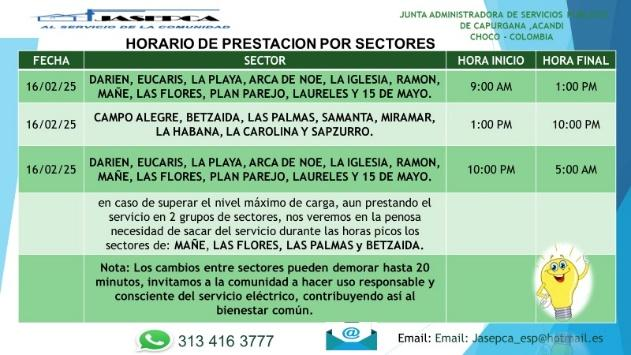 JASEPCA
AL SERVICIO DE LA COMUNIDAD
JUNTA ADMINISTRADORA DE SERVICIOS PUBLICOS
DE CAPURGANA ,ACANDI
CHOCO - COLOMBIA
HORARIO DE PRESTACION POR SECTORES
FECHA SECTOR HORA INICIO HORA FINAL
16/02/25 DARIEN, EUCARIS, LA PLAYA, ARCA DE NOE, LA IGLESIA, RAMON, 9:00 AM 1:00 PM
MAÑE, LAS FLORES, PLAN PAREJO, LAURELES Y 15 DE MAYO.
16/02/25 CAMPO ALEGRE, BETZAIDA, LAS PALMAS, SAMANTA, MIRAMAR, 1:00 PM 10:00 PM
LA HABANA, LA CAROLINA Y SAPZURRO.
16/02/25 DARIEN, EUCARIS, LA PLAYA, ARCA DE NOE, LA IGLESIA, RAMON, 10:00 PM 5:00 AM
MAÑE, LAS FLORES, PLAN PAREJO, LAURELES Y 15 DE MAYO.
en caso de superar el nivel máximo de carga, aun prestando el
servicio en 2 grupos de sectores, nos veremos en la penosa
necesidad de sacar del servicio durante las horas picos los
sectores de: MAÑE, LAS FLORES, LAS PALMAS y BETZAIDA.
Nota: Los cambios entre sectores pueden demorar hasta 20
minutos, invitamos a la comunidad a hacer uso responsable y
consciente del servicio eléctrico, contribuyendo así al
bienestar común.
313 416 3777
Email: Email: Jasepca_esp@hotmail.es